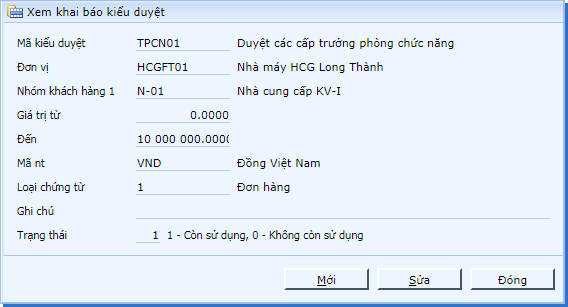 Xem khai báo kiểu duyệt
Mã kiểu duyệt TPCN01 Duyệt các cấp trưởng phòng chức năng
Đơn vị HCGFT01 Nhà máy HCG Long Thành
Nhóm khách hàng 1 N-01 Nhà cung cấp KV-I
Giá trị từ 0.0000
Đến 10 000 000.0000
Mã nt VND Đồng Việt Nam
Loại chứng từ 1 Đơn hàng
Ghi chú
Trạng thái 1 1 - Còn sử dụng, 0 - Không còn sử dụng
Mới Sửa Đóng